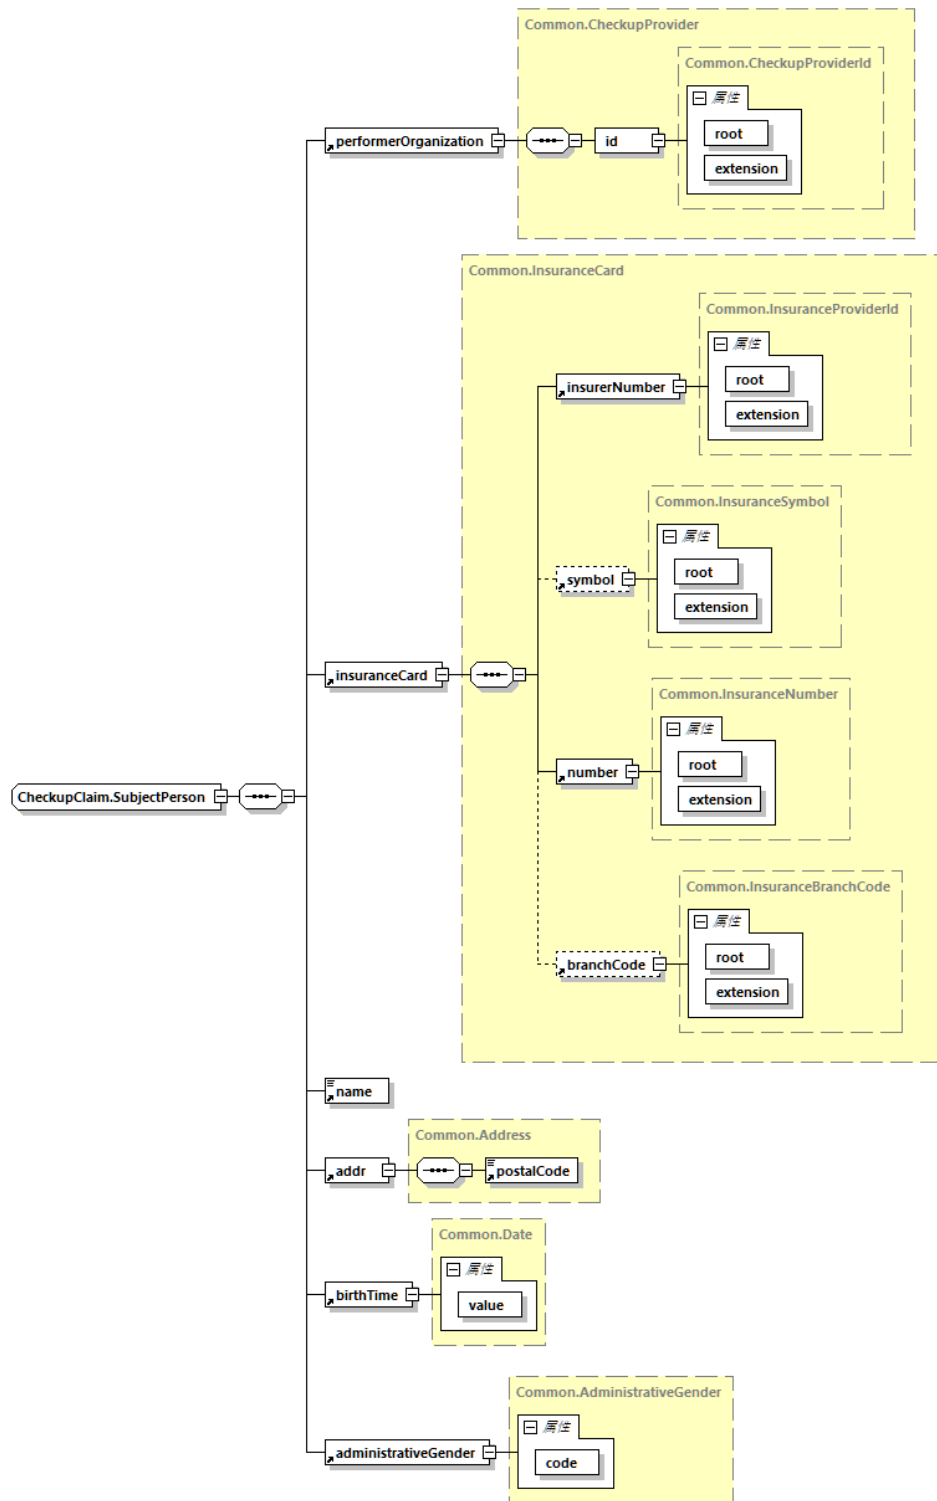 Common.CheckupProvider
Common.CheckupProviderId
属性
performerOrganization
id
root
extension
Common.InsuranceCard
Common.InsuranceProviderId
属性
insurerNumber
root
extension
Common.InsuranceSymbol
属性
symbol
root
extension
insuranceCard
Common.InsuranceNumber
属性
number
root
extension
CheckupClaim.SubjectPerson
Common.InsuranceBranchCode
属性
branchCode
root
extension
name
Common.Address
addr
postalCode
Common.Date
属性
birthTime
value
Common.AdministrativeGender
属性
administrativeGender
code